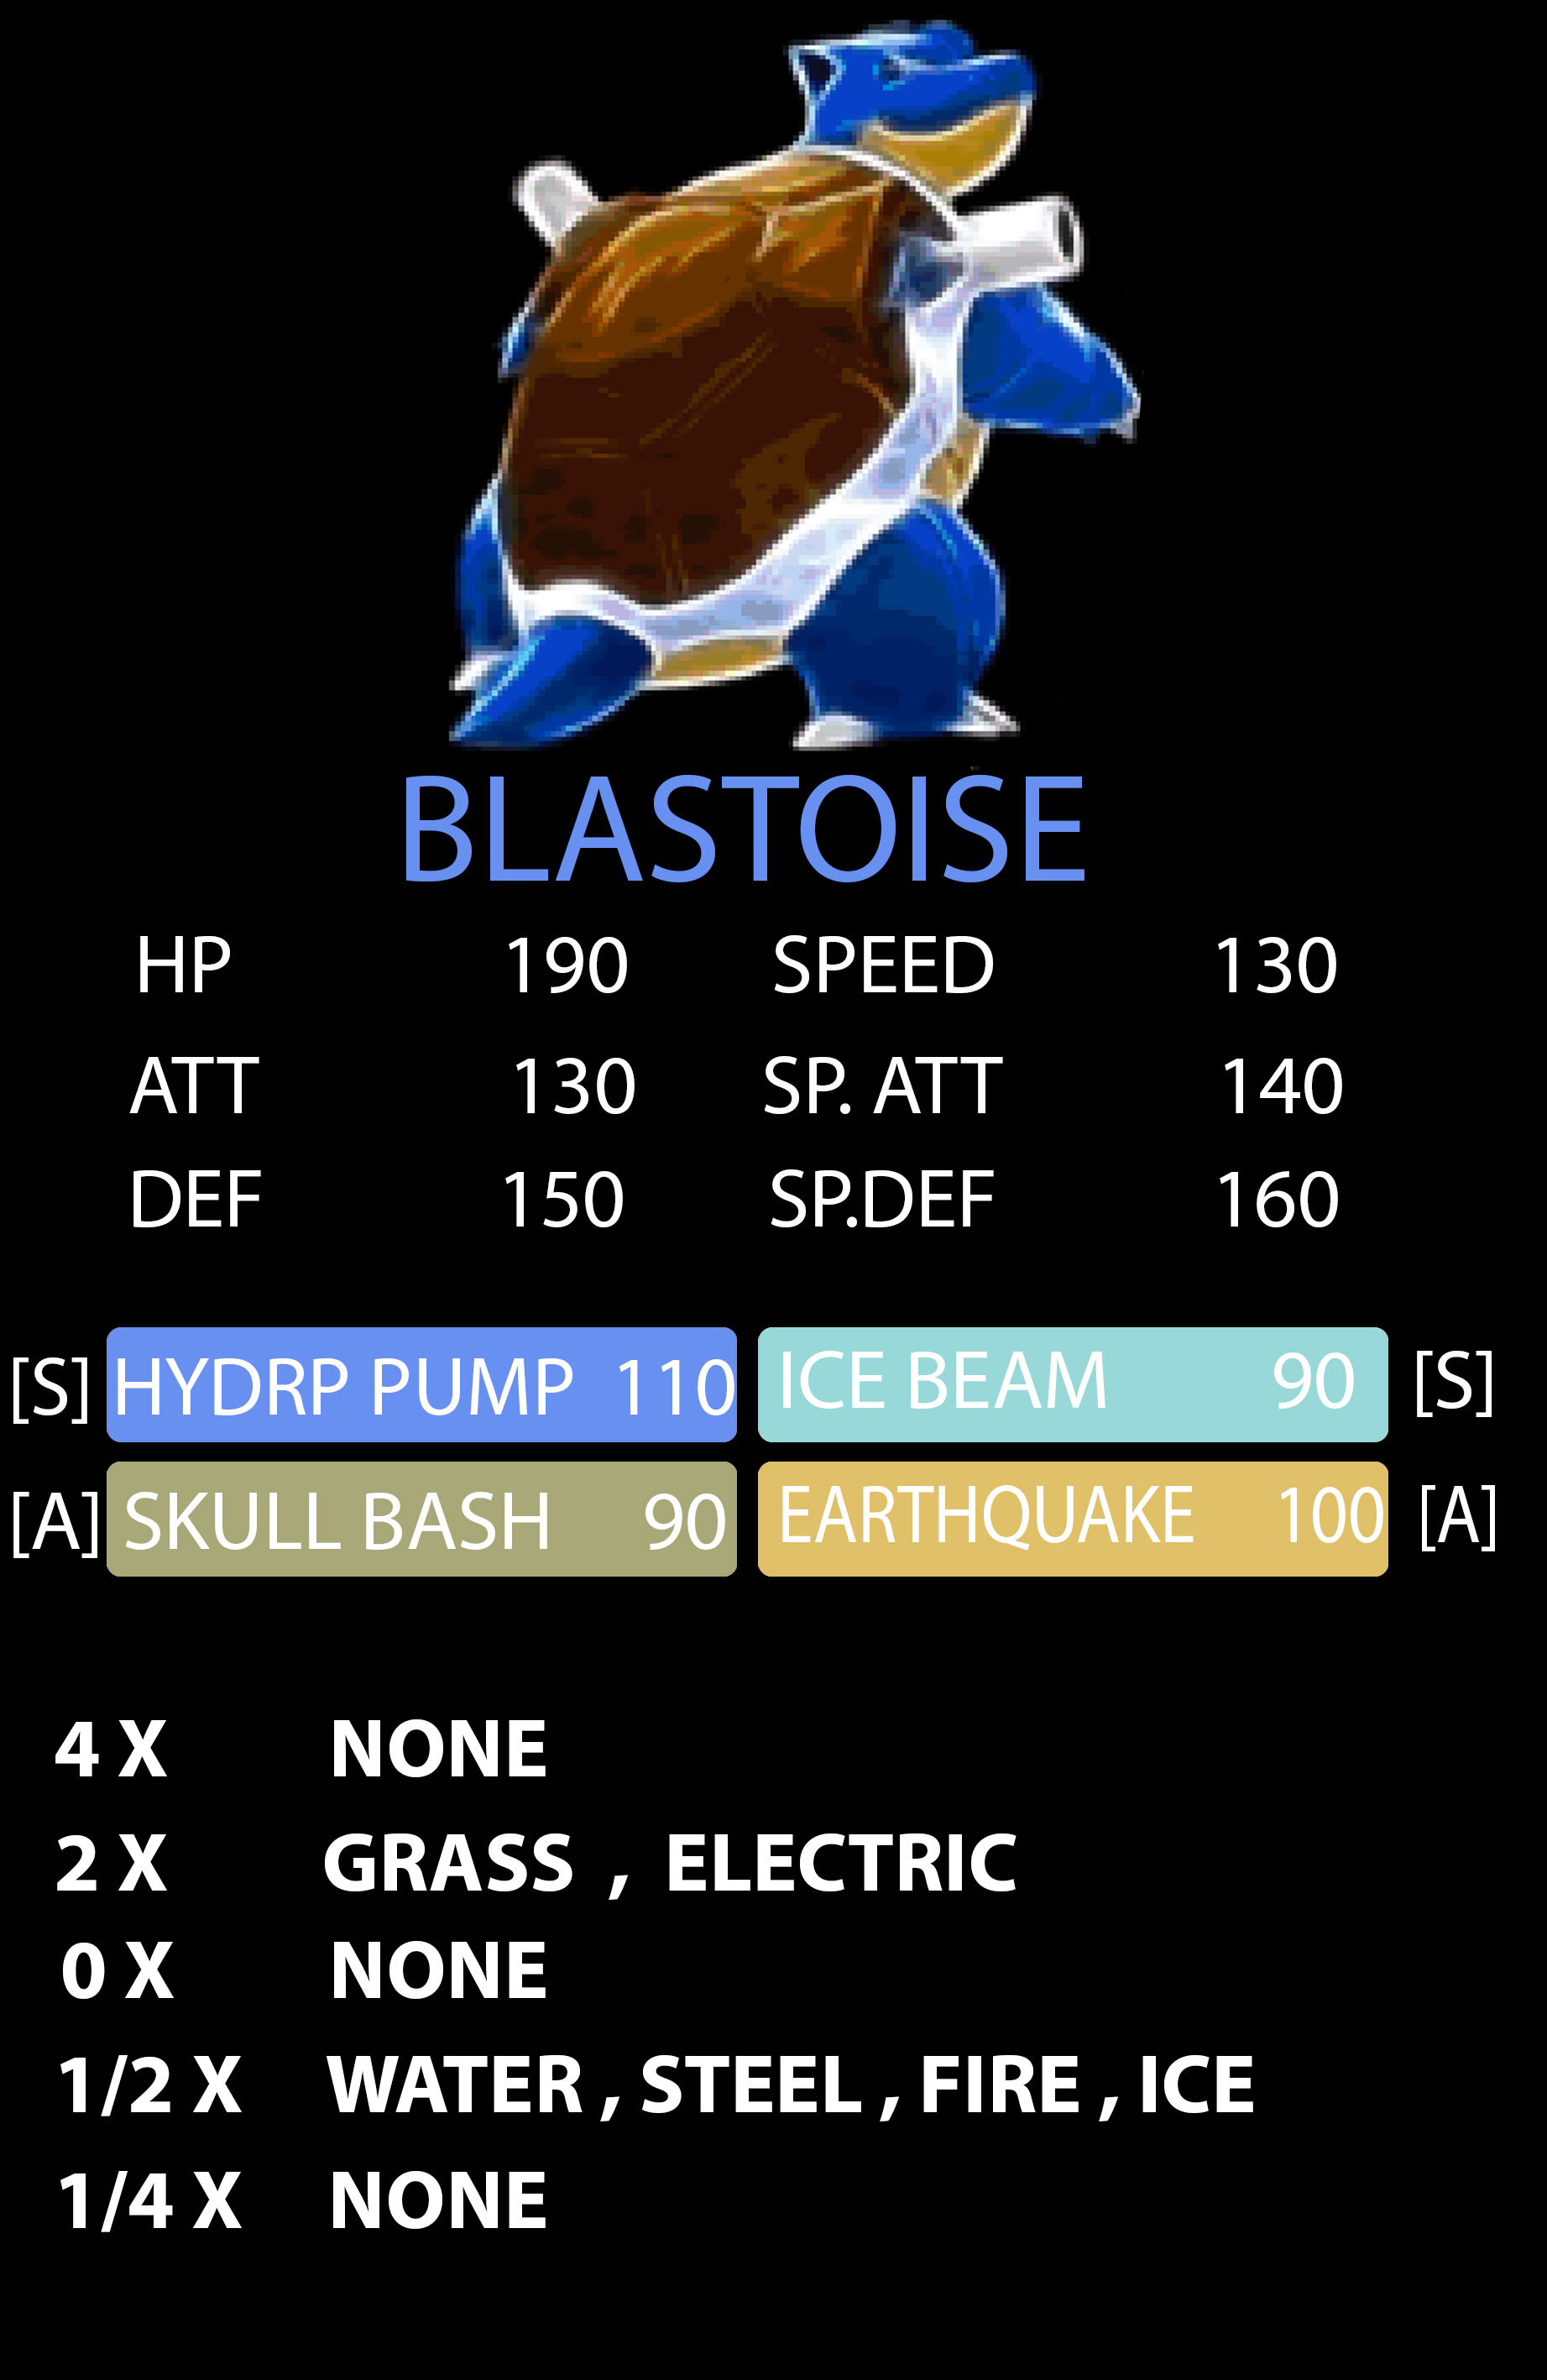 BLASTOISE
HP 190 SPEED 130
ATT 130 SP. ATT 140
DEF 150 SP.DEF 160
[S] HYDRP PUMP 110 ICE BEAM 90 [S]
[A] SKULL BASH 90 EARTHQUAKE 100 [A]
4 X NONE
2 X GRASS , ELECTRIC
0 X NONE
1/2 X WATER , STEEL , FIRE , ICE
1/4 X NONE